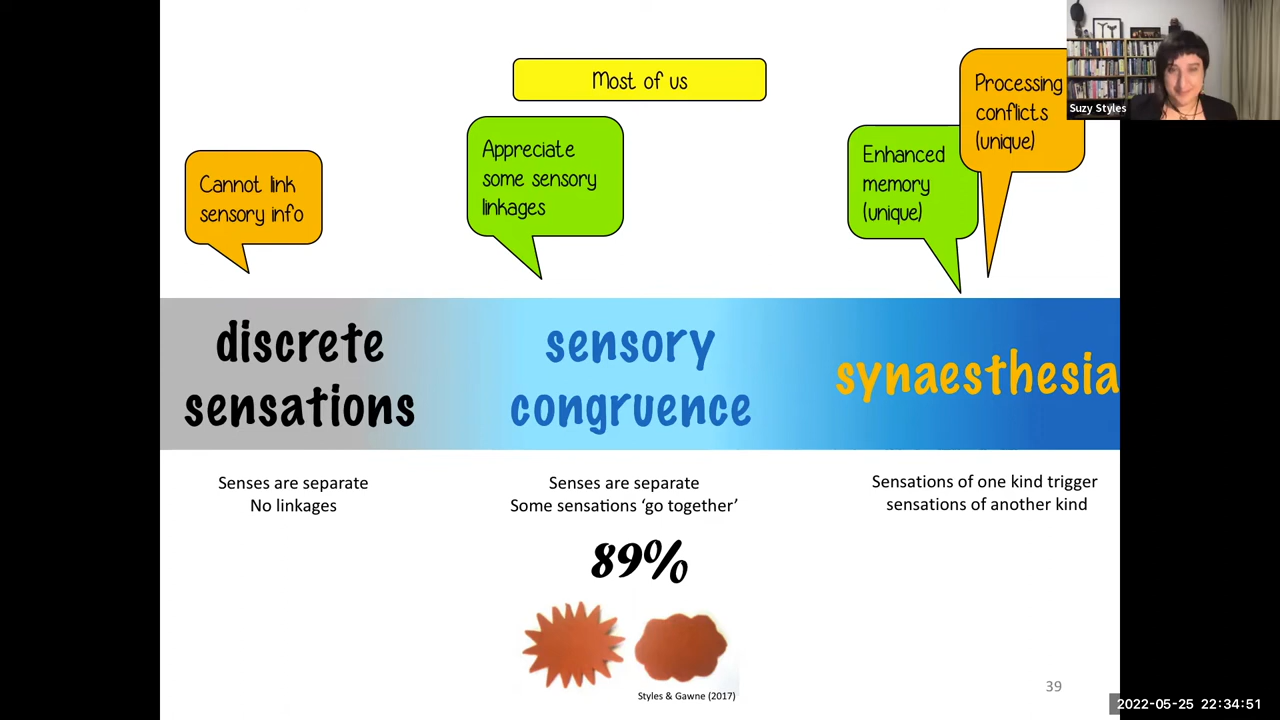 Most of us
Cannot link
sensory info
Appreciate
some sensory
linkages
Enhanced
memory
(unique)
Processing
conflicts
(unique)
Suzy Styles
discrete
sensations
sensory
congruence
synaesthesia
Senses are separate
No linkages
Senses are separate
Some sensations ‘go together’
Sensations of one kind trigger
sensations of another kind
89%
Styles & Gawne (2017)
39
2022-05-25 22:34:51